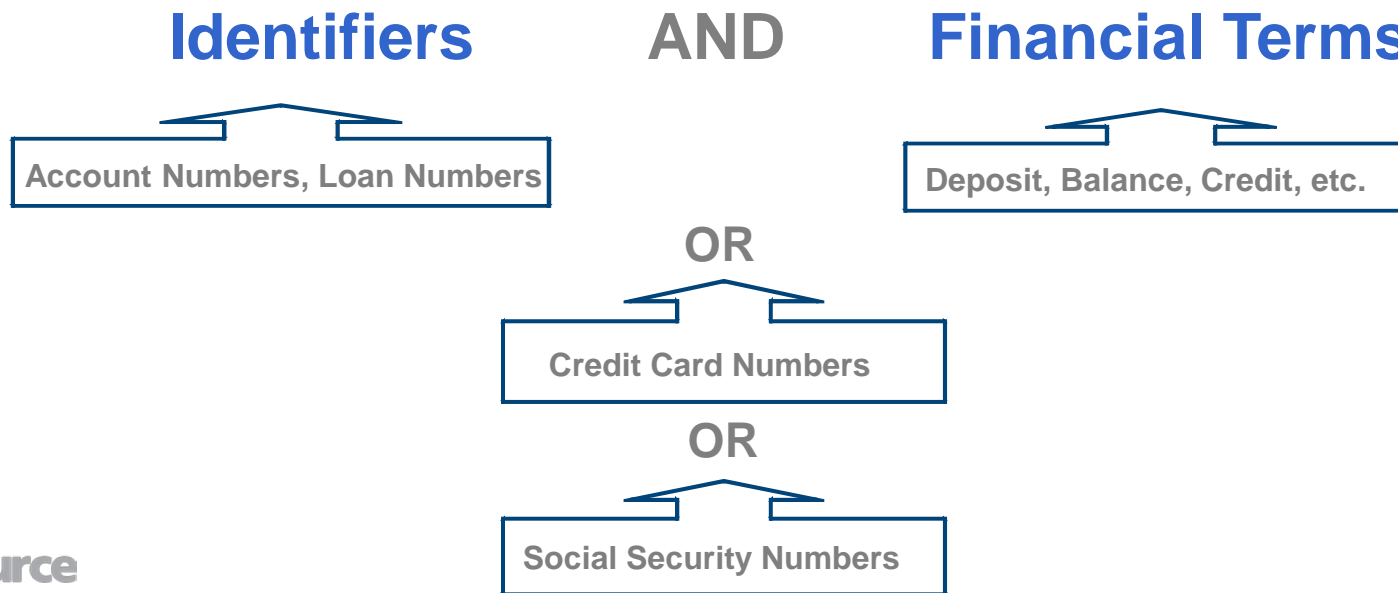 Identifiers AND Financial Terms
Account Numbers, Loan Numbers
Deposit, Balance, Credit, etc.
OR
Credit Card Numbers
OR
Social Security Numbers
urce